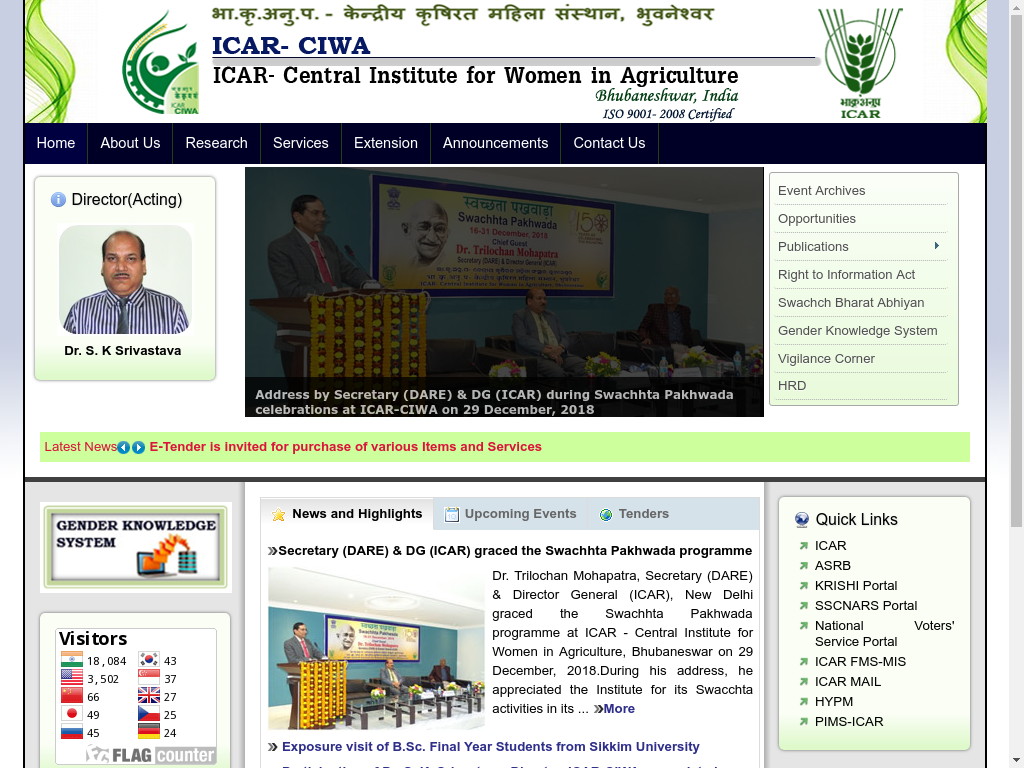 भा.कृ.अनु.प. - केन्द्रीय कृषिरत महिला संस्थान, भुवनेश्वर
ICAR- CIWA
ICAR- Central Institute for Women in Agriculture
Bhubaneshwar, India
ISO 9001- 2008 Certified
ICAR
CIWA
भाकृअनुप
ICAR
Home
About Us
Research
Services
Extension
Announcements
Contact Us
Director(Acting)
Dr. S. K Srivastava
स्वच्छता पखवाड़ा
Swachhta Pakhwada
16-31 December, 2018
Chief Guest
Dr. Trilochan Mohapatra
Secretary (DARE) & Director General (ICAR)
Address by Secretary (DARE) & DG (ICAR) during Swachhta Pakhwada
celebrations at ICAR-CIWA on 29 December, 2018
Event Archives
Opportunities
Publications
Right to Information Act
Swachch Bharat Abhiyan
Gender Knowledge System
Vigilance Corner
HRD
Latest News E-Tender is invited for purchase of various Items and Services
GENDER KNOWLEDGE
SYSTEM
Visitors
18,084 43
3,502 37
66 27
49 25
45 24
FLAG counter
News and Highlights
Upcoming Events
Tenders
»Secretary (DARE) & DG (ICAR) graced the Swachhta Pakhwada programme
Dr. Trilochan Mohapatra, Secretary (DARE)
& Director General (ICAR), New Delhi
graced the Swachhta Pakhwada
programme at ICAR - Central Institute for
Women in Agriculture, Bhubaneswar on 29
December, 2018.During his address, he
appreciated the Institute for its Swacchta
activities in its ... »More
» Exposure visit of B.Sc. Final Year Students from Sikkim University
Quick Links
ICAR
ASRB
KRISHI Portal
SSCNARS Portal
National Voters'
Service Portal
ICAR FMS-MIS
ICAR MAIL
HYPM
PIMS-ICAR